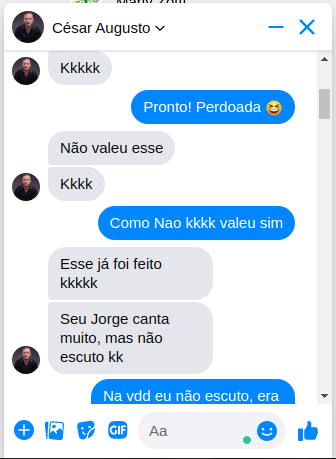 César Augusto
Kkkkk
Pronto! Perdoada 😆
Não valeu esse
Kkkk
Como Nao kkkk valeu sim
Esse já foi feito
kkkkk
Seu Jorge canta
muito, mas não
escuto kk
Na vdd eu não escuto, era
GIF
Aa